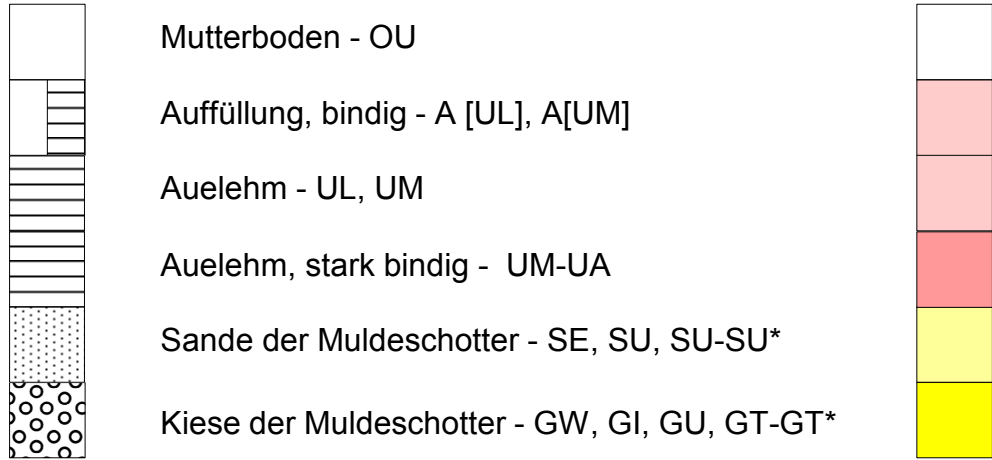 Mutterboden - OU
Auffüllung, bindig - A [UL], A[UM]
Auelehm - UL, UM
Auelehm, stark bindig -  UM-UA
Sande der Muldeschotter - SE, SU, SU-SU*
Kiese der Muldeschotter - GW, GI, GU, GT-GT*